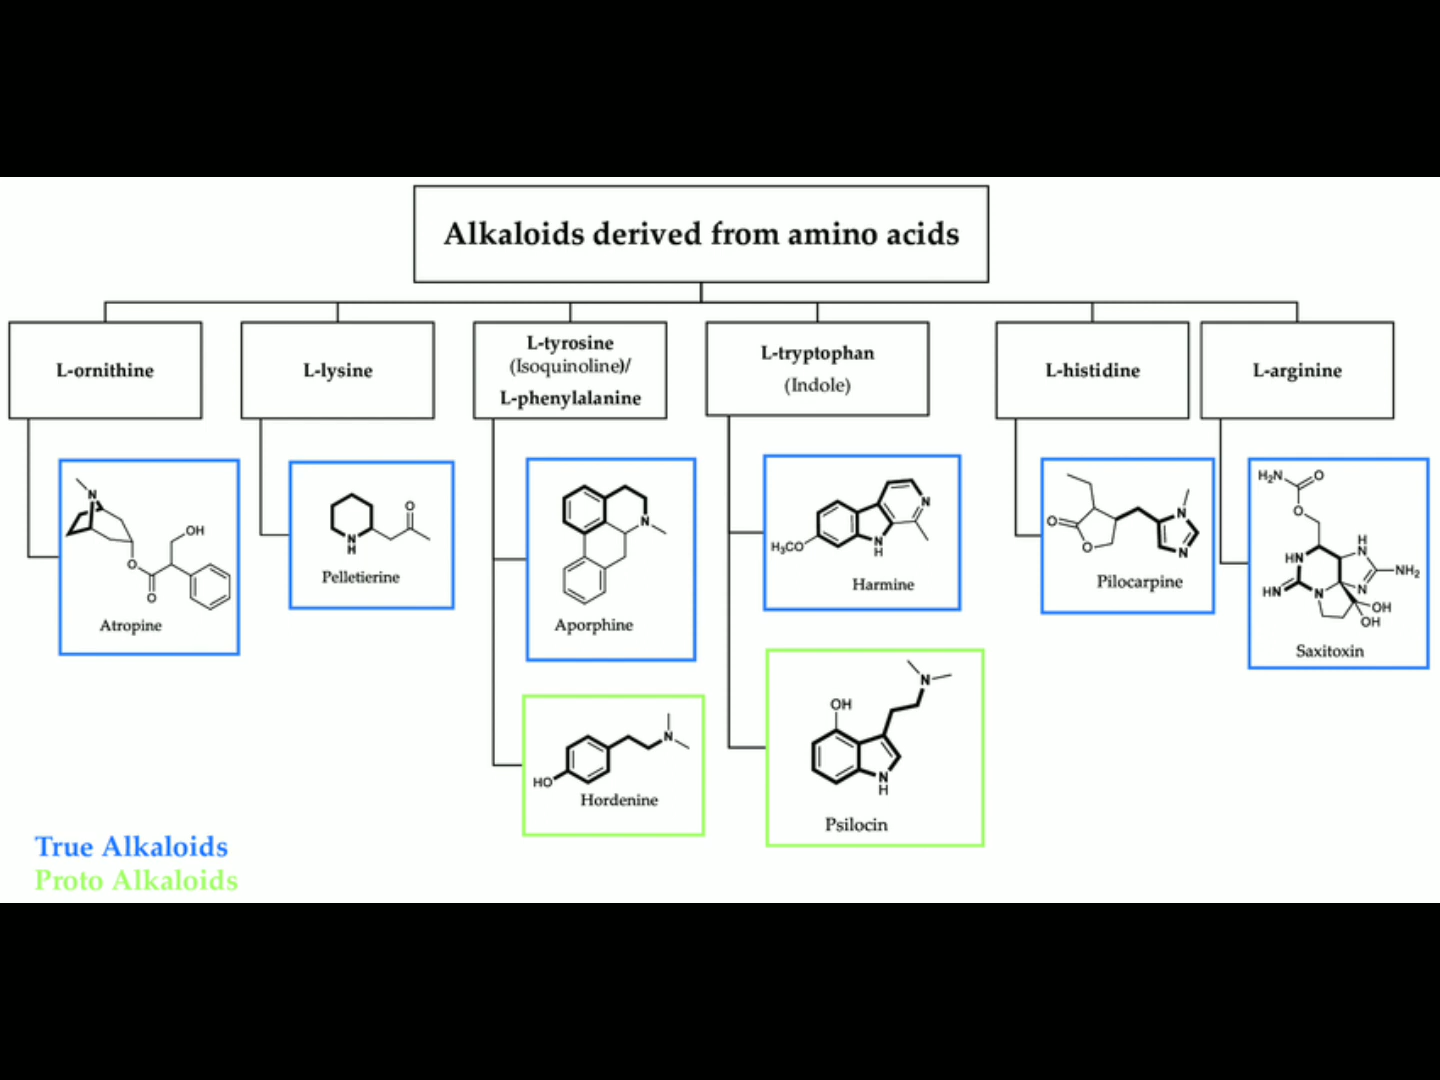 Alkaloids derived from amino acids
L-ornithine
L-lysine
L-tyrosine
(Isoquinoline)/
L-phenylalanine
L-tryptophan
(Indole)
L-histidine
L-arginine
N
OH
O
O
Atropine
O
N
H
Pelletierine
N
Aporphine
N
H₃CO
N
H
Harmine
O
O
N
N
Pilocarpine
H₂N
O
O
HN
H
N
NH₂
HN
N
N
OH
OH
Saxitoxin
N
HO
Hordenine
N
OH
N
H
Psilocin
True Alkaloids
Proto Alkaloids